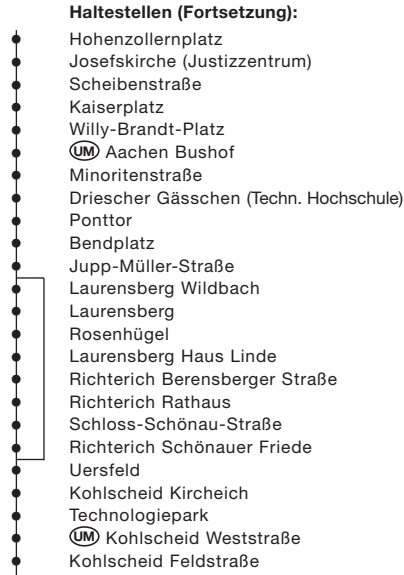 Haltestellen (Fortsetzung):
Hohenzollernplatz
Josefskirche (Justizzentrum)
Scheibenstraße
Kaiserplatz
Willy-Brandt-Platz
UM Aachen Bushof
Minoritenstraße
Driescher Gässchen (Techn. Hochschule)
Ponttor
Bendplatz
Jupp-Müller-Straße
Laurensberg Wildbach
Laurensberg
Rosenhügel
Laurensberg Haus Linde
Richterich Berensberger Straße
Richterich Rathaus
Schloss-Schönau-Straße
Richterich Schönauer Friede
Uersfeld
Kohlscheid Kircheich
Technologiepark
UM Kohlscheid Weststraße
Kohlscheid Feldstraße